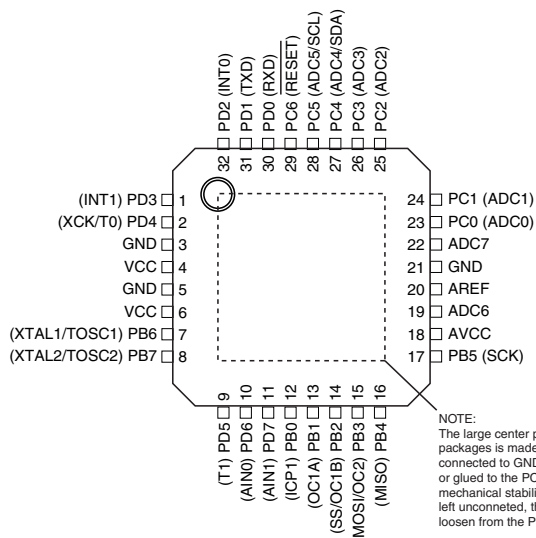 32 PD2 (INT0)
31 PD1 (TXD)
30 PD0 (RXD)
29 PC6 (RESET)
28 PC5 (ADC5/SCL)
27 PC4 (ADC4/SDA)
26 PC3 (ADC3)
25 PC2 (ADC2)
(INT1) PD3 1
(XCK/T0) PD4 2
GND 3
VCC 4
GND 5
VCC 6
(XTAL1/TOSC1) PB6 7
(XTAL2/TOSC2) PB7 8
24 PC1 (ADC1)
23 PC0 (ADC0)
22 ADC7
21 GND
20 AREF
19 ADC6
18 AVCC
17 PB5 (SCK)
(T1) PD5 9
(AIN0) PD6 10
(AIN1) PD7 11
(ICP1) PB0 12
(OC1A) PB1 13
(SS/OC1B) PB2 14
MOSI/OC2) PB3 15
(MISO) PB4 16
NOTE:
The large center
packages is made
connected to GND
or glued to the PC
mechanical stabili
left unconneted, th
loosen from the P